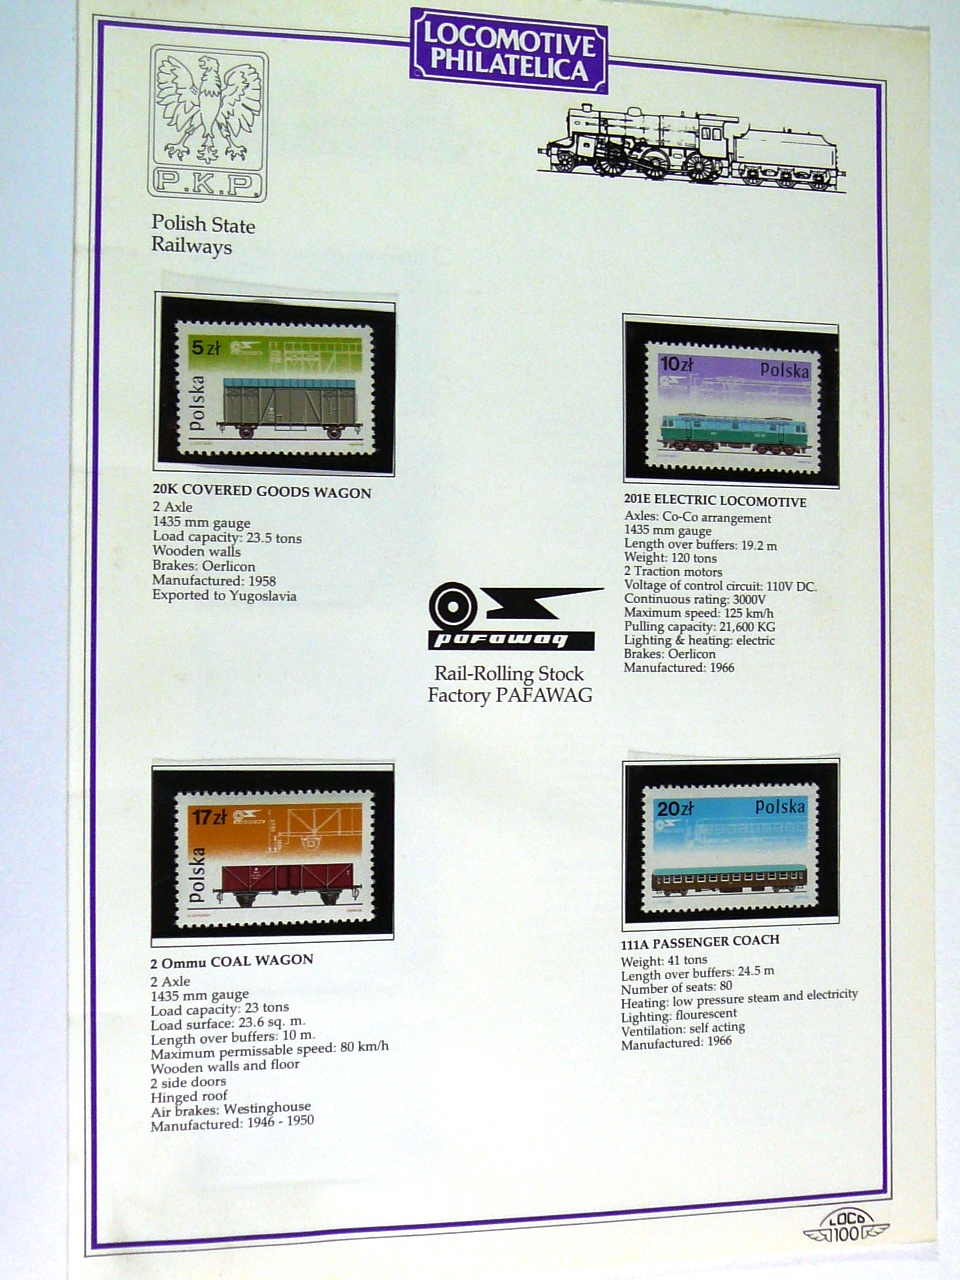 LOCOMOTIVE
PHILATELICA
P.K.P.
Polish State
Railways
5 zł
Polska
20K COVERED GOODS WAGON
2 Axle
1435 mm gauge
Load capacity: 23.5 tons
Wooden walls
Brakes: Oerlicon
Manufactured: 1958
Exported to Yugoslavia
10zł Polska
201E ELECTRIC LOCOMOTIVE
Axles: Co-Co arrangement
1435 mm gauge
Length over buffers: 19.2 m
Weight: 120 tons
2 Traction motors
Voltage of control circuit: 110V DC.
Continuous rating: 3000V
Maximum speed: 125 km/h
Pulling capacity: 21,600 KG
Lighting & heating: electric
Brakes: Oerlicon
Manufactured: 1966
pafawag
Rail-Rolling Stock
Factory PAFAWAG
17zł
Polska
2 Ommu COAL WAGON
2 Axle
1435 mm gauge
Load capacity: 23 tons
Load surface: 23.6 sq. m.
Length over buffers: 10 m.
Maximum permissable speed: 80 km/h
Wooden walls and floor
2 side doors
Hinged roof
Air brakes: Westinghouse
Manufactured: 1946 - 1950
20zł Polska
111A PASSENGER COACH
Weight: 41 tons
Length over buffers: 24.5 m
Number of seats: 80
Heating: low pressure steam and electricity
Lighting: flourescent
Ventilation: self acting
Manufactured: 1966
LOCO
100